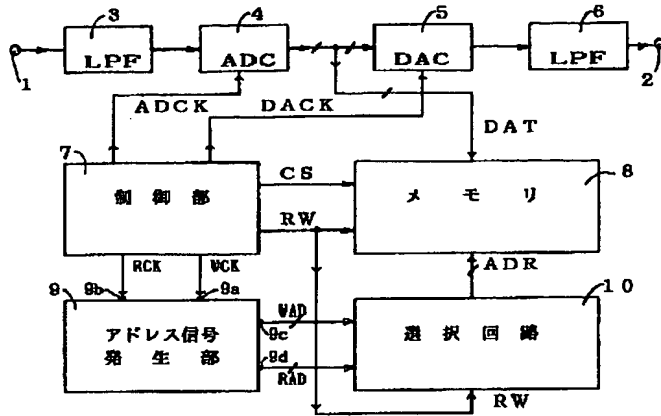 3
4
5
6
LPF
ADC
DAC
LPF
1
2
ADCK
DACK
DAT
7
制御部
CS
RW
メモリ
8
RCK
WCK
ADR
9
9b
9a
10
アドレス信号
発生部
WAD
9c
9d
RAD
選択回路
RW